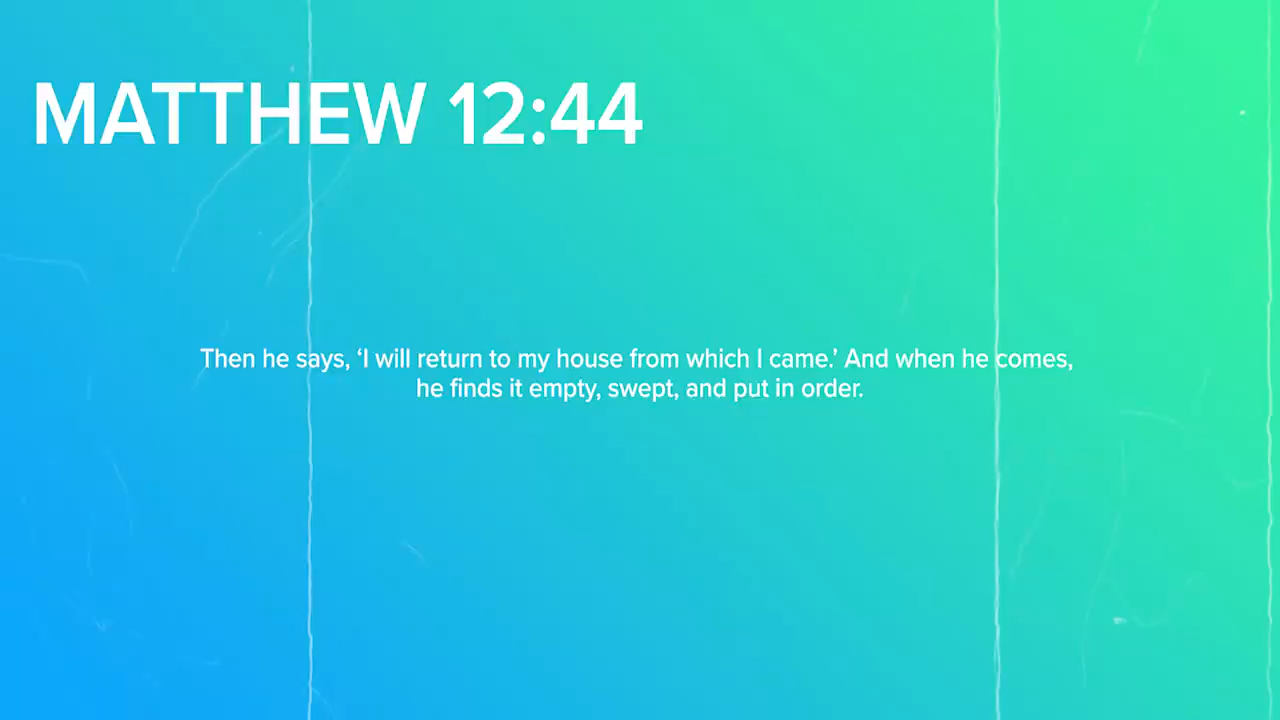 MATTHEW 12:44
Then he says, ‘I will return to my house from which I came.’ And when he comes,
he finds it empty, swept, and put in order.